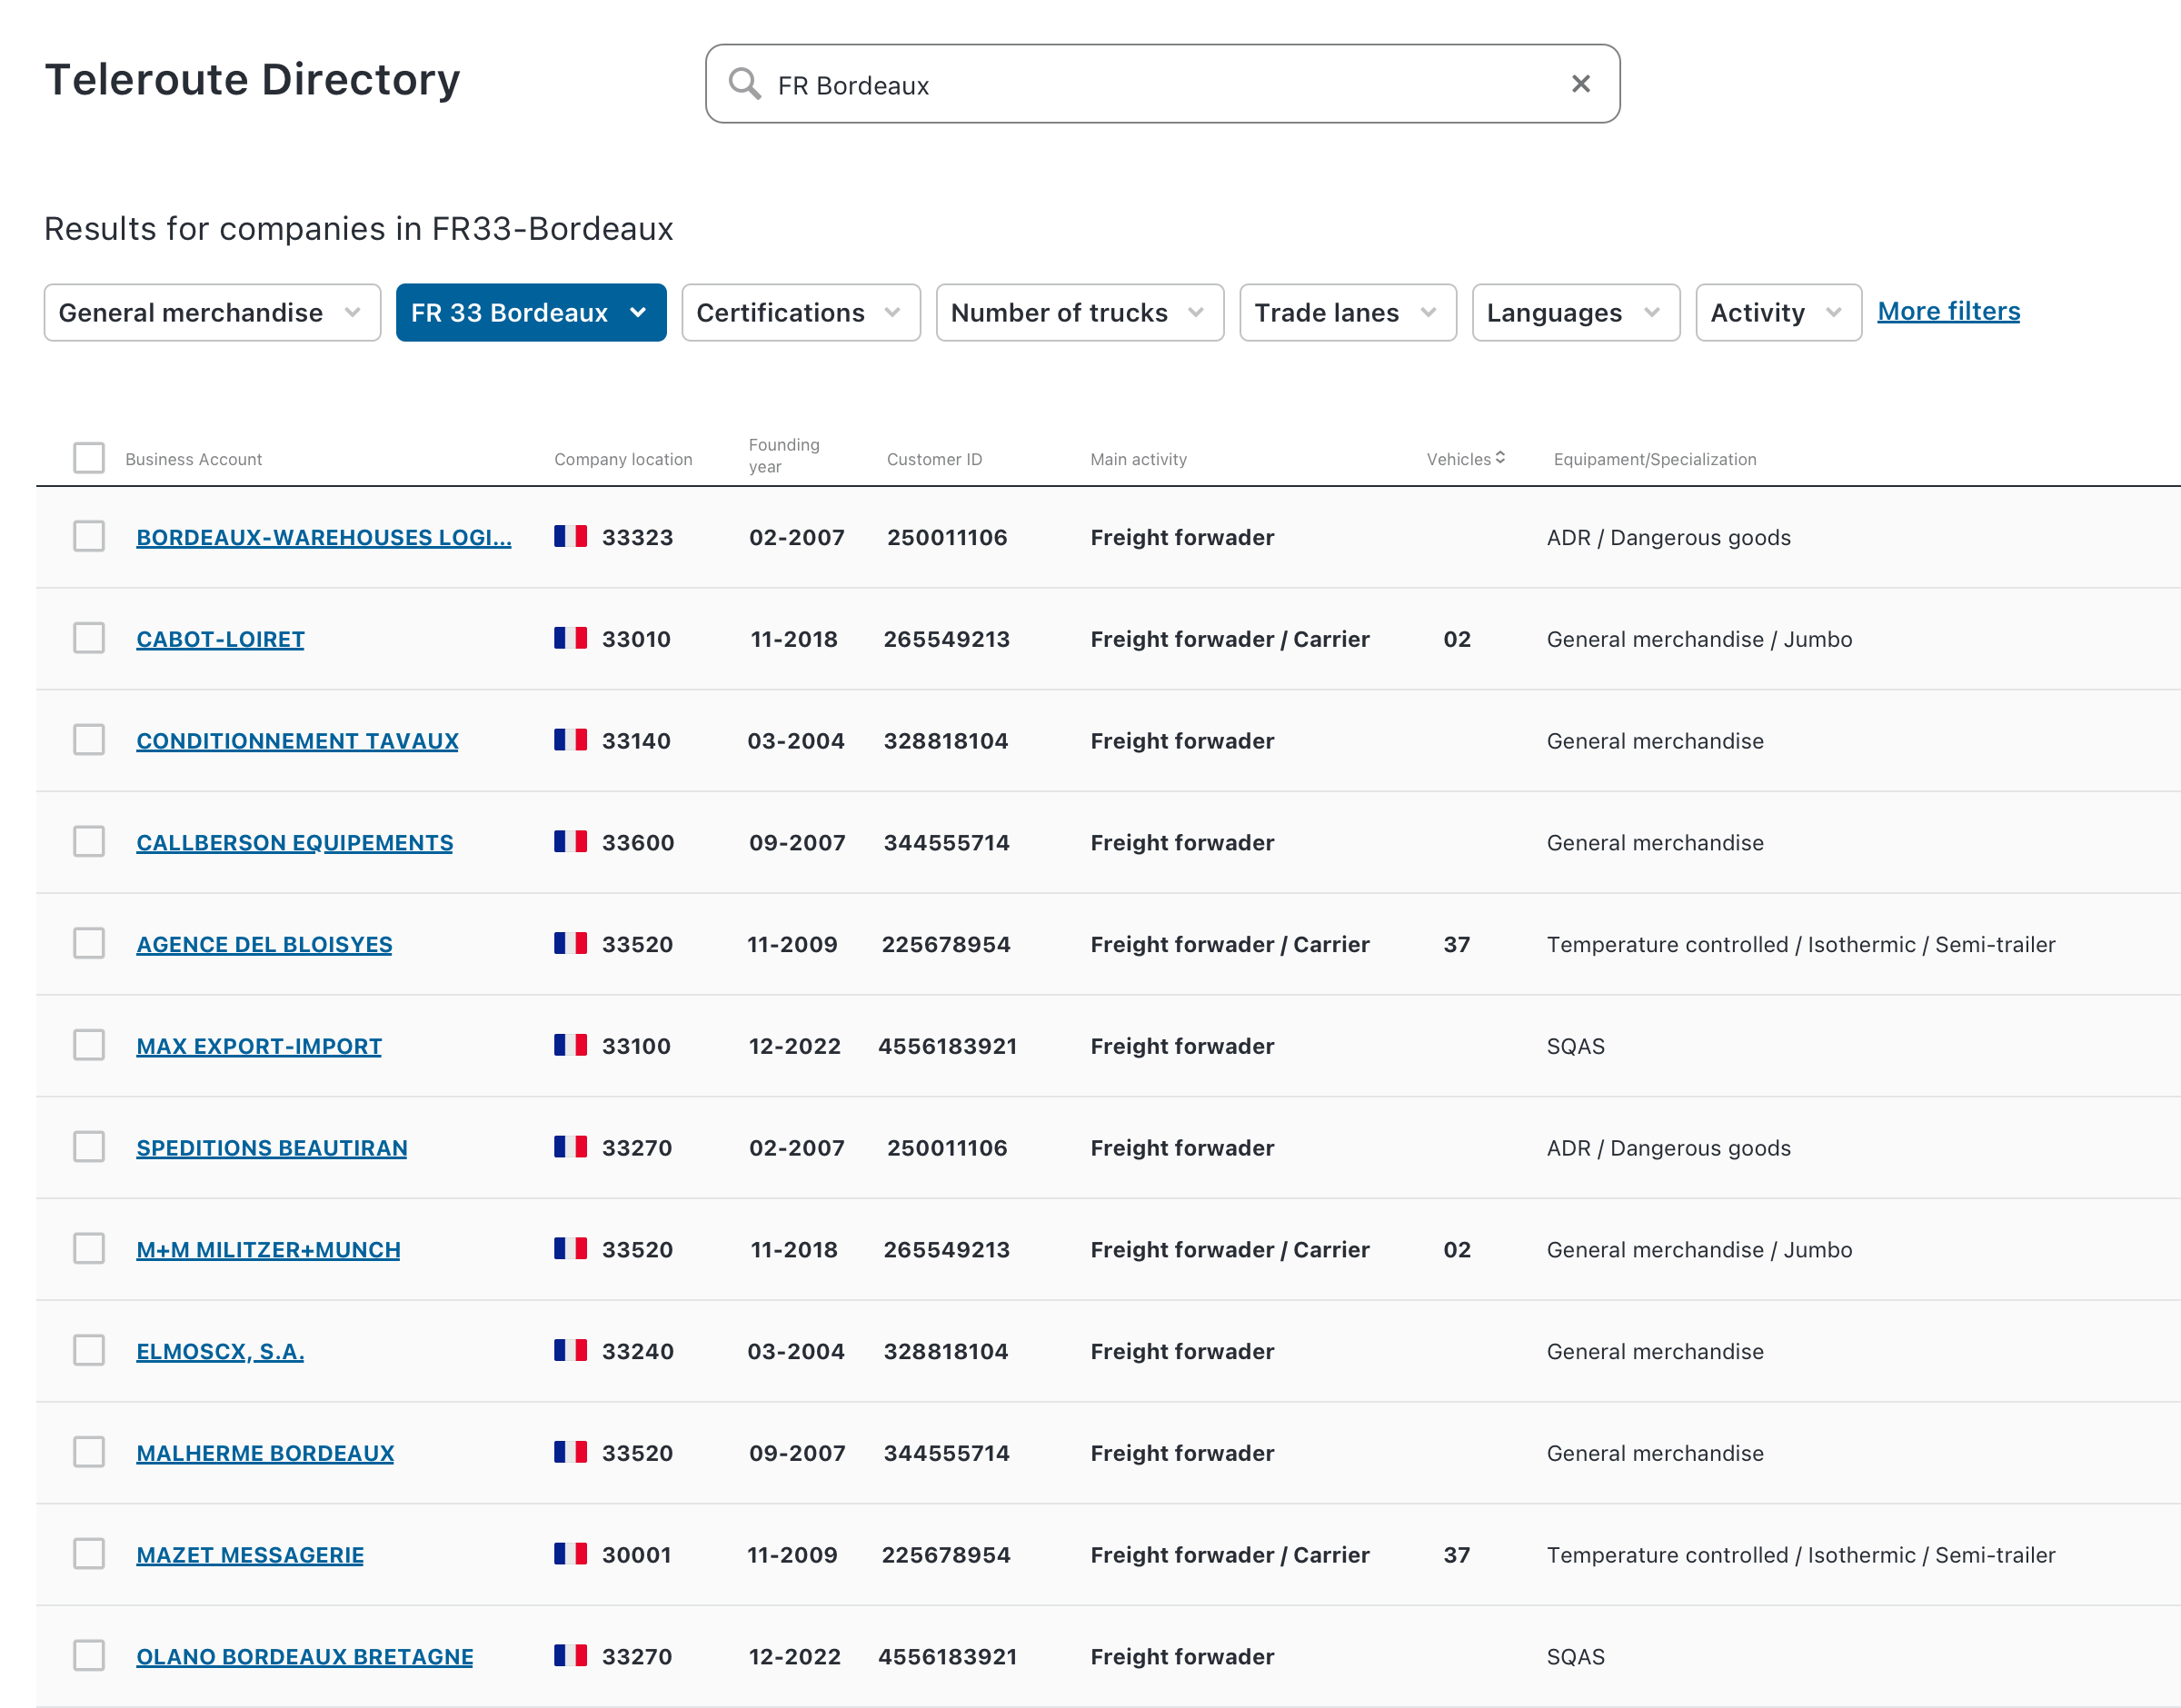 Teleroute Directory
FR Bordeaux
Results for companies in FR33-Bordeaux
General merchandise FR 33 Bordeaux Certifications Number of trucks Trade lanes Languages Activity More filters
Business Account Company location Founding year Customer ID Main activity Vehicles Equipament/Specialization
BORDEAUX-WAREHOUSES LOGI... 33323 02-2007 250011106 Freight forwader ADR / Dangerous goods
CABOT-LOIRET 33010 11-2018 265549213 Freight forwader / Carrier 02 General merchandise / Jumbo
CONDITIONNEMENT TAVAUX 33140 03-2004 328818104 Freight forwader General merchandise
CALLBERSON EQUIPEMENTS 33600 09-2007 344555714 Freight forwader General merchandise
AGENCE DEL BLOISYES 33520 11-2009 225678954 Freight forwader / Carrier 37 Temperature controlled / Isothermic / Semi-trailer
MAX EXPORT-IMPORT 33100 12-2022 4556183921 Freight forwader SQAS
SPEDITIONS BEAUTIRAN 33270 02-2007 250011106 Freight forwader ADR / Dangerous goods
M+M MILITZER+MUNCH 33520 11-2018 265549213 Freight forwader / Carrier 02 General merchandise / Jumbo
ELMOSCX, S.A. 33240 03-2004 328818104 Freight forwader General merchandise
MALHERME BORDEAUX 33520 09-2007 344555714 Freight forwader General merchandise
MAZET MESSAGERIE 30001 11-2009 225678954 Freight forwader / Carrier 37 Temperature controlled / Isothermic / Semi-trailer
OLANO BORDEAUX BRETAGNE 33270 12-2022 4556183921 Freight forwader SQAS